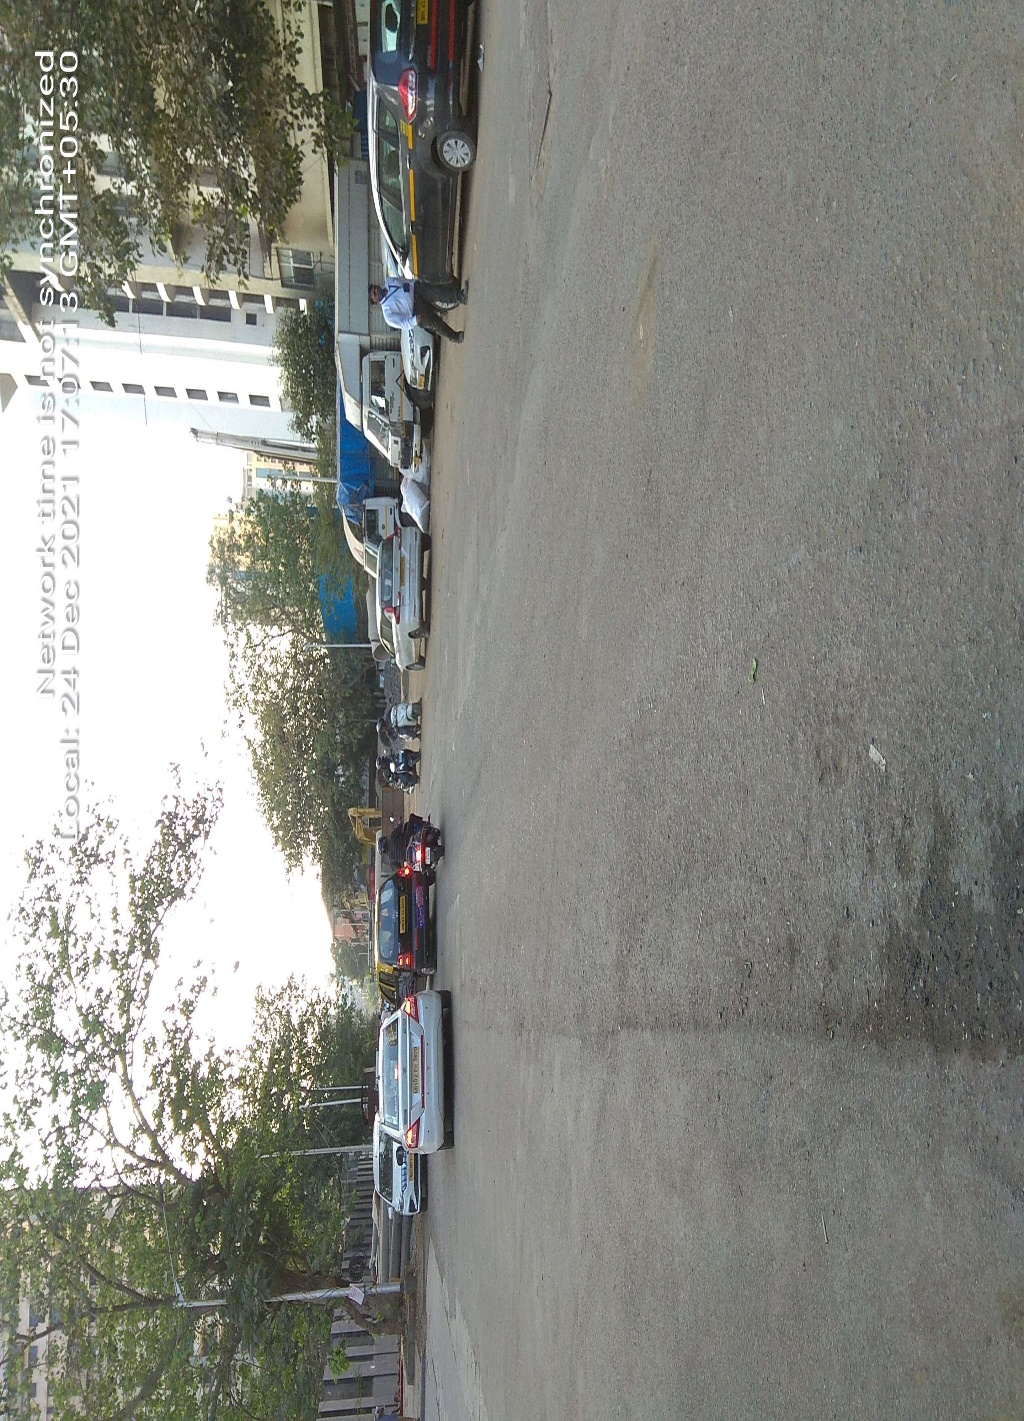 Network time is not synchronized
Local: 24 Dec 2021 17:07:13 GMT+05:30